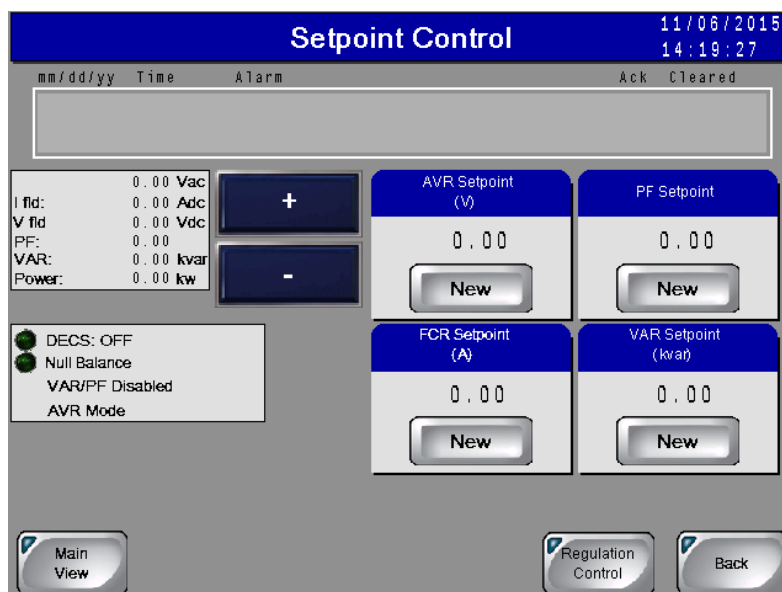 Setpoint Control
11/06/2015
14:19:27
mm/dd/yy Time Alarm Ack Cleared
0.00 Vac
I fld: 0.00 Adc
V fld 0.00 Vdc
PF: 0.00
VAR: 0.00 kvar
Power: 0.00 kw
+
-
AVR Setpoint
(V)
0.00
New
PF Setpoint
0.00
New
DECS: OFF
Null Balance
VAR/PF Disabled
AVR Mode
FCR Setpoint
(A)
0.00
New
VAR Setpoint
(kvar)
0.00
New
Main
View
Regulation
Control
Back